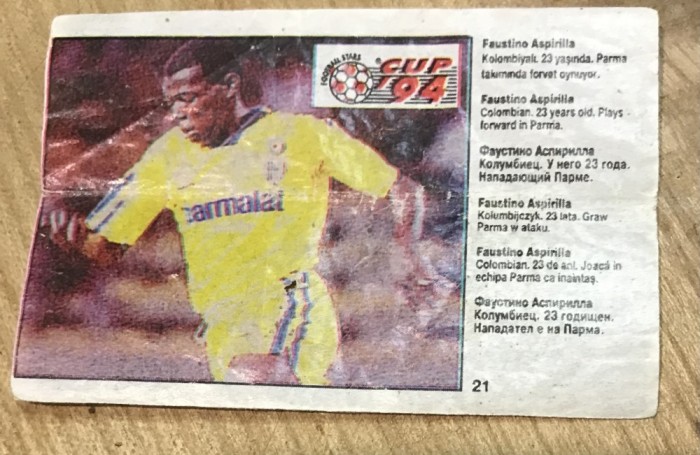 FOOTBALL STARS
CUP
'94
Parmalat
Faustino Aspirilla
Kolombiyalı. 23 yaşında. Parma
takımında forvet oynuyor.
Faustino Aspirilla
Colombian. 23 years old. Plays
forward in Parma.
Фаустино Аспирилла
Колумбиец. У него 23 года.
Нападающий Парме.
Faustino Aspirilla
Kolumbijczyk. 23 lata. Graw
Parma w ataku.
Faustino Aspirilla
Colombian. 23 de ani. Joacă in
echipa Parma ca inaintaş.
Фаустино Аспирилла
Колумбиец. 23 годишен.
Нападател е на Парма.
21